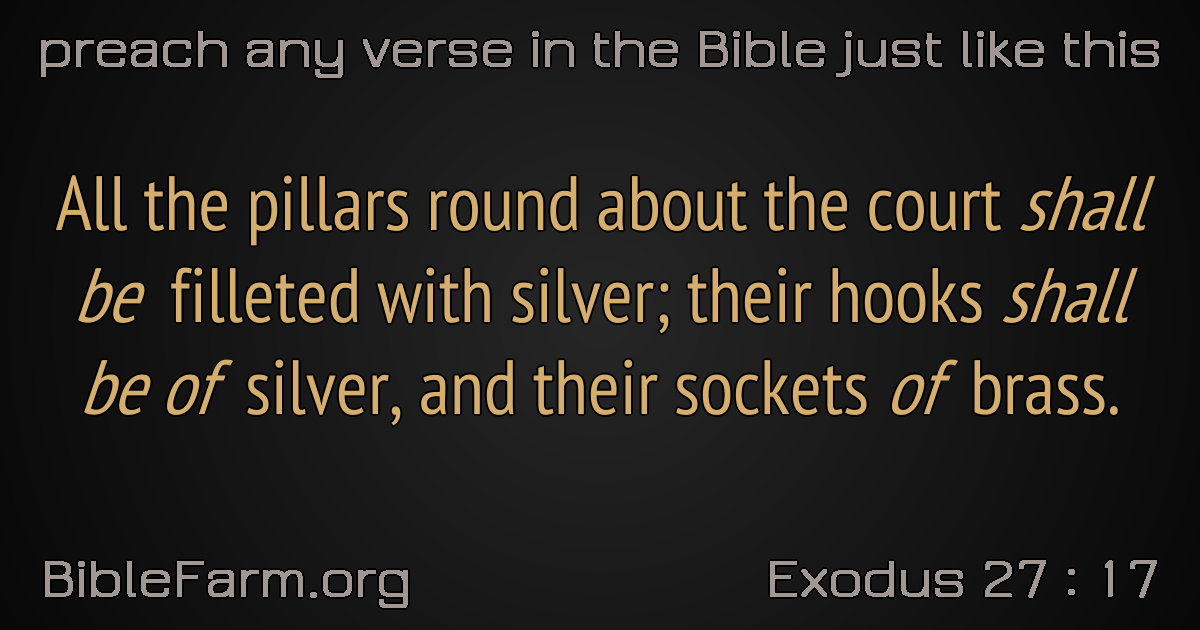 preach any verse in the Bible just like this
All the pillars round about the court shall
be filleted with silver; their hooks shall
be of silver, and their sockets of brass.
BibleFarm.org
Exodus 27 : 17